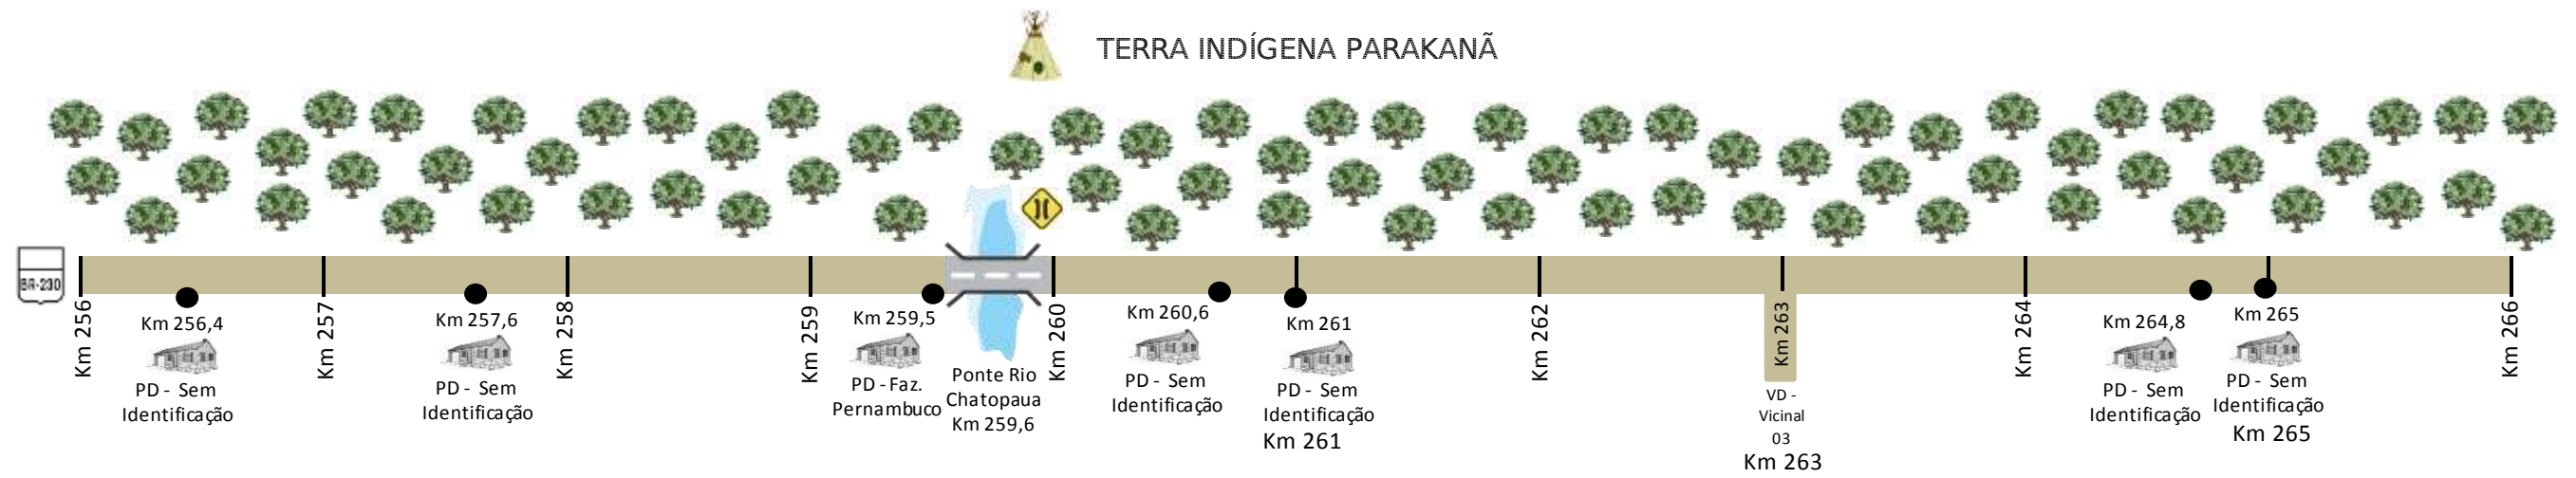 TERRA INDÍGENA PARAKANÃ
BR-230
Km 256
Km 256,4
PD - Sem
Identificação
Km 257
Km 257,6
PD - Sem
Identificação
Km 258
Km 259
Km 259,5
PD - Faz.
Pernambuco
Ponte Rio
Chatopaua
Km 259,6
Km 260
Km 260,6
PD - Sem
Identificação
Km 261
PD - Sem
Identificação
Km 261
Km 262
Km 263
VD -
Vicinal
03
Km 263
Km 264
Km 264,8
PD - Sem
Identificação
Km 265
PD - Sem
Identificação
Km 265
Km 266